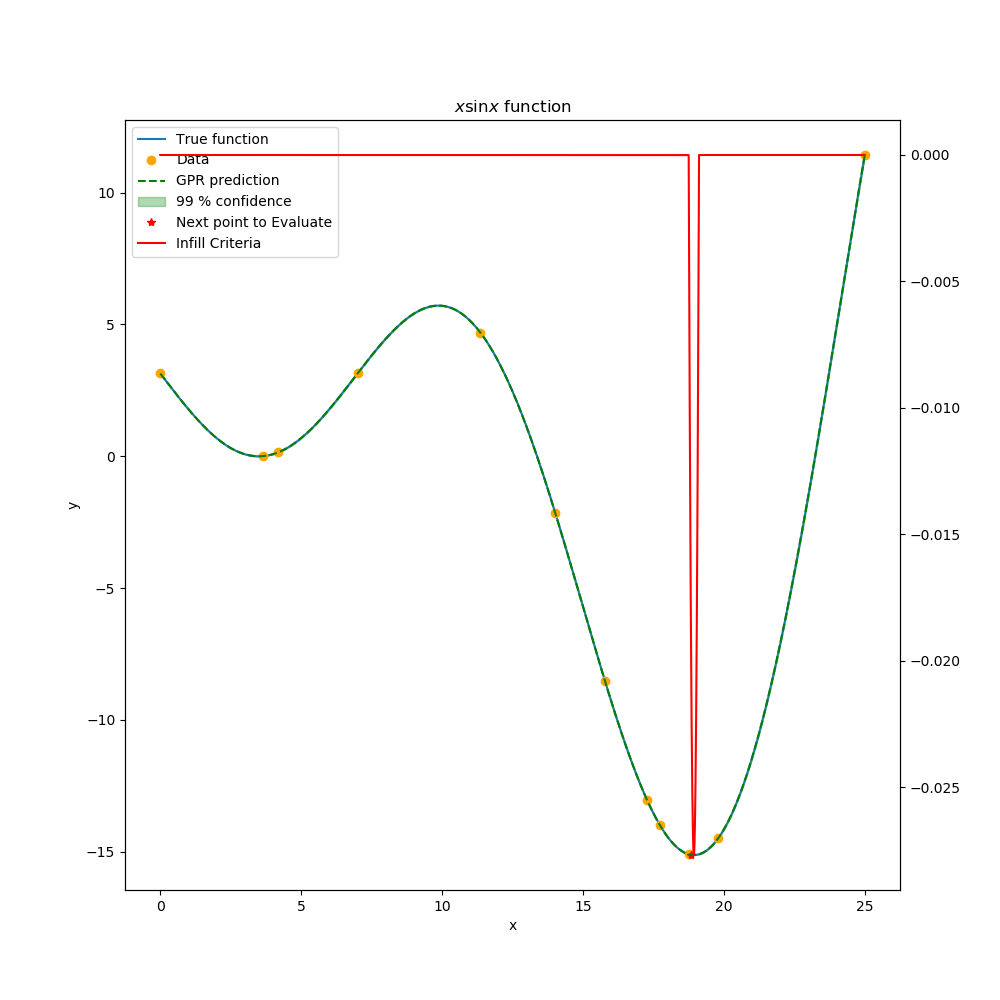 xsinx function
True function
Data
GPR prediction
99 % confidence
Next point to Evaluate
Infill Criteria
10
5
0
−5
−10
−15
y
0.000
−0.005
−0.010
−0.015
−0.020
−0.025
0 5 10 15 20 25
x